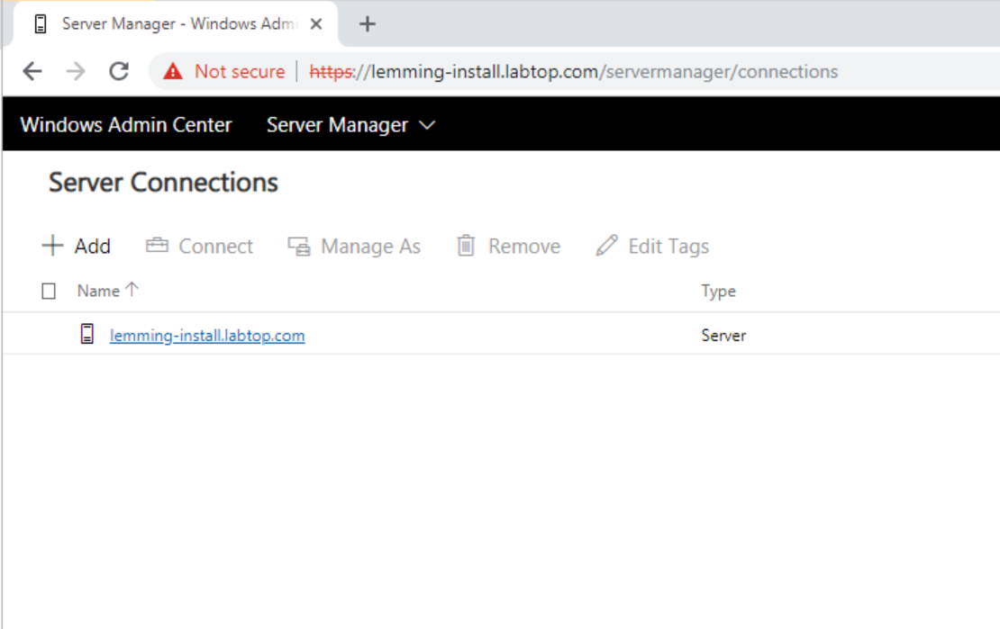 Server Manager - Windows Adm
Not secure https://lemming-install.labtop.com/servermanager/connections
Windows Admin Center Server Manager
Server Connections
Add Connect Manage As Remove Edit Tags
Name Type
lemming-install.labtop.com Server